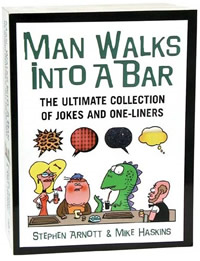 MAN WALKS
INTO A BAR
THE ULTIMATE COLLECTION
OF JOKES AND ONE-LINERS
STEPHEN ARNOTT & MIKE HASKINS